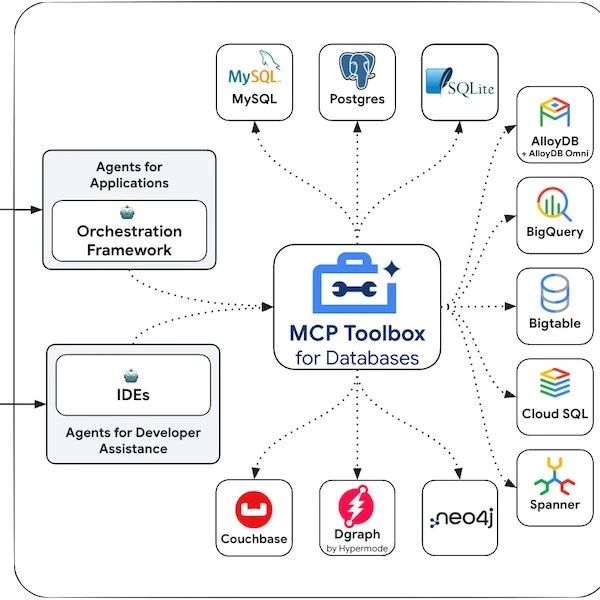 MySQL
MySQL
Postgres
SQLite
AlloyDB
+ AlloyDB Omni
BigQuery
Bigtable
Cloud SQL
Spanner
Agents for
Applications
Orchestration
Framework
MCP Toolbox
for Databases
IDEs
Agents for Developer
Assistance
Couchbase
Dgraph
by Hypermode
neo4j